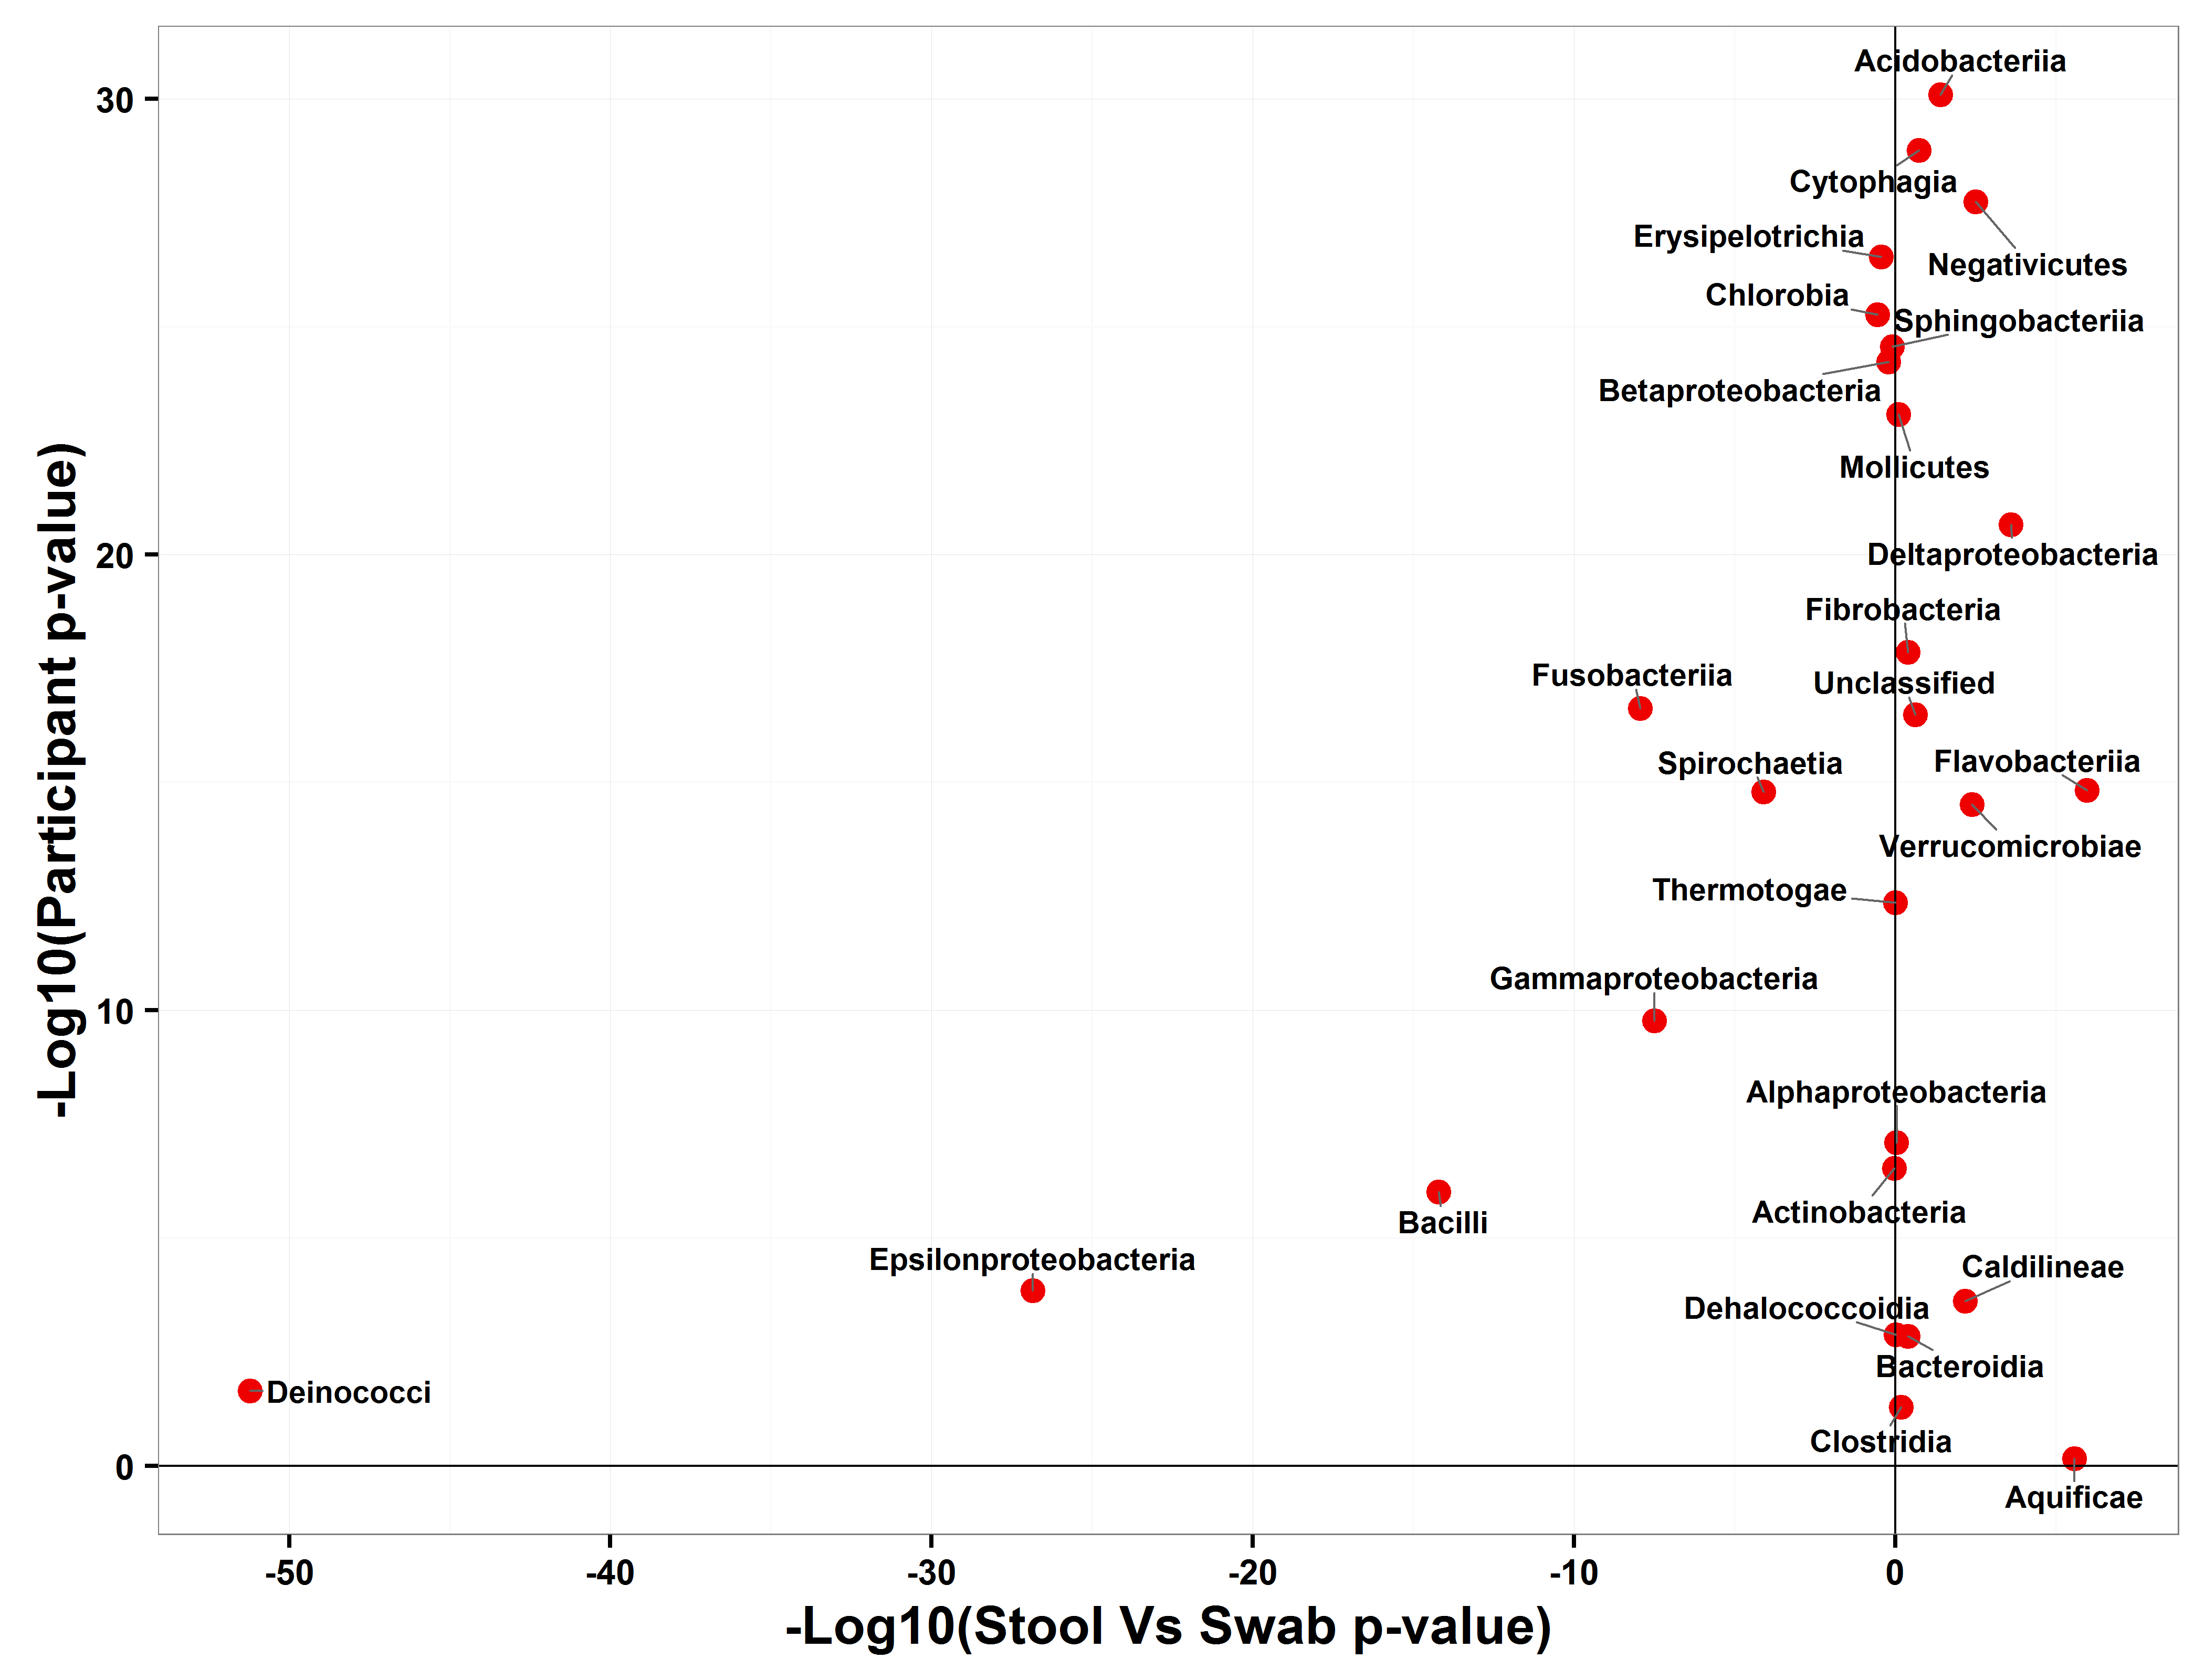 Acidobacteriia
30
Cytophagia
Erysipelotrichia
Negativicutes
Chlorobia
Sphingobacteriia
Betaproteobacteria
Mollicutes
20
Deltaproteobacteria
Fibrobacteria
Fusobacteriia
Unclassified
Spirochaetia
Flavobacteriia
Verrucomicrobiae
Thermotogae
Gammaproteobacteria
10
Alphaproteobacteria
Actinobacteria
Bacilli
Epsilonproteobacteria
Caldilineae
Dehalococcoidia
Bacteroidia
Deinococci
Clostridia
0
Aquificae
-50 -40 -30 -20 -10 0
-Log10(Stool Vs Swab p-value)
-Log10(Participant p-value)